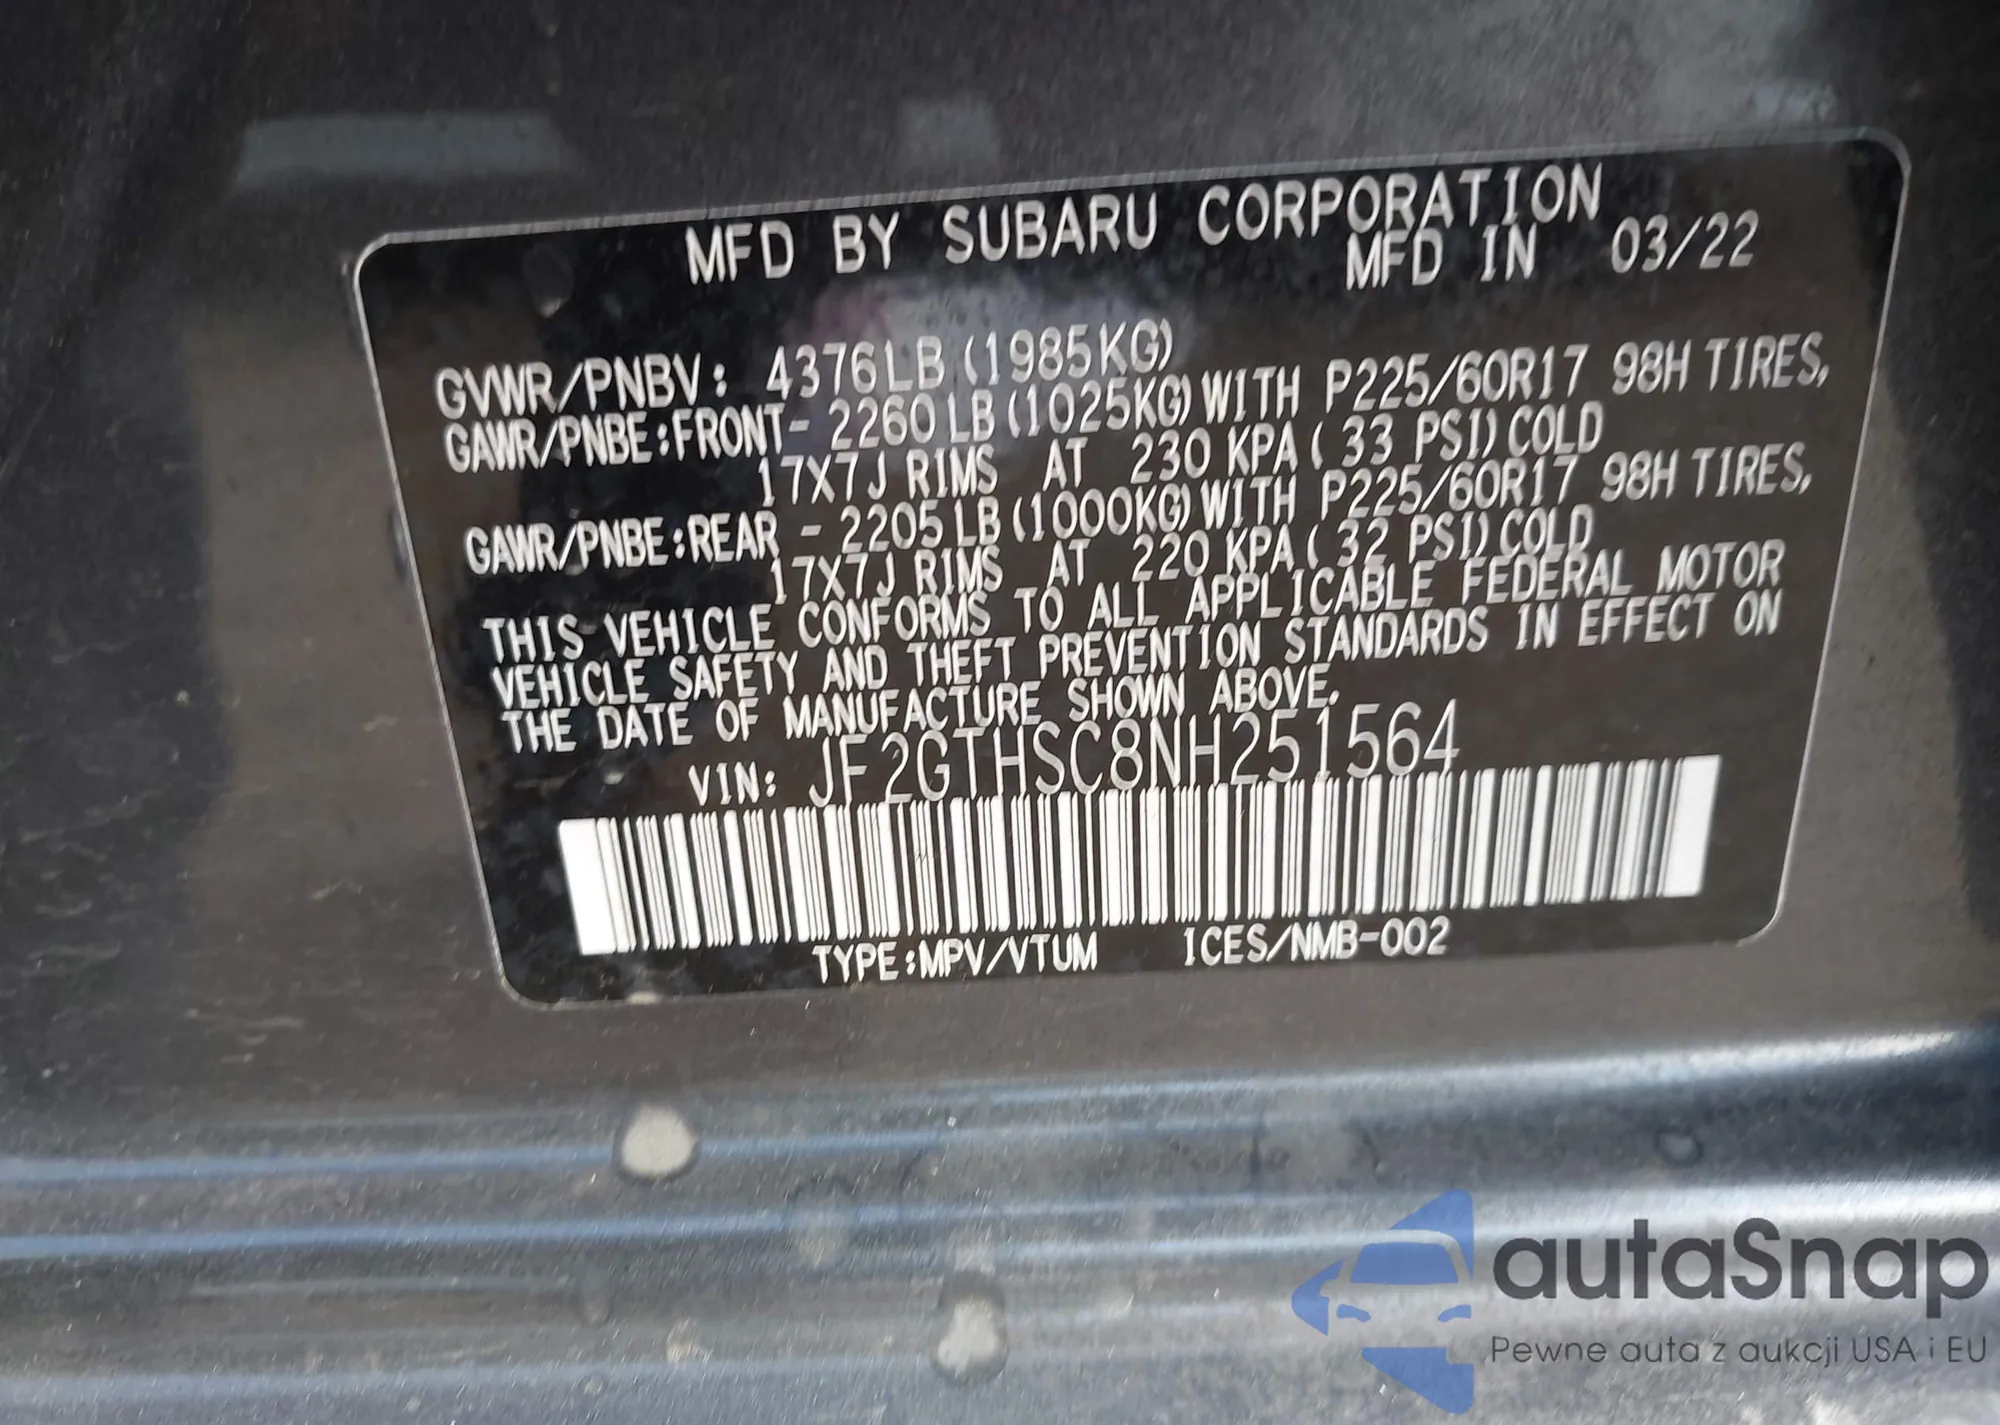 MFD BY SUBARU CORPORATION
MFD IN 03/22
GVWR/PNBV: 4376LB (1985KG)
GAWR/PNBE:FRONT- 2260LB (1025KG) WITH P225/60R17 98H TIRES,
17X7J RIMS AT 230 KPA ( 33 PSI) COLD
GAWR/PNBE:REAR - 2205LB (1000KG) WITH P225/60R17 98H TIRES,
17X7J RIMS AT 220 KPA ( 32 PSI) COLD
THIS VEHICLE CONFORMS TO ALL APPLICABLE FEDERAL MOTOR
VEHICLE SAFETY AND THEFT PREVENTION STANDARDS IN EFFECT ON
THE DATE OF MANUFACTURE SHOWN ABOVE.
VIN: JF2GTHSC8NH251564
TYPE:MPV/VTUM ICES/NMB-002
autaSnap
Pewne auta z aukcji USA i EU